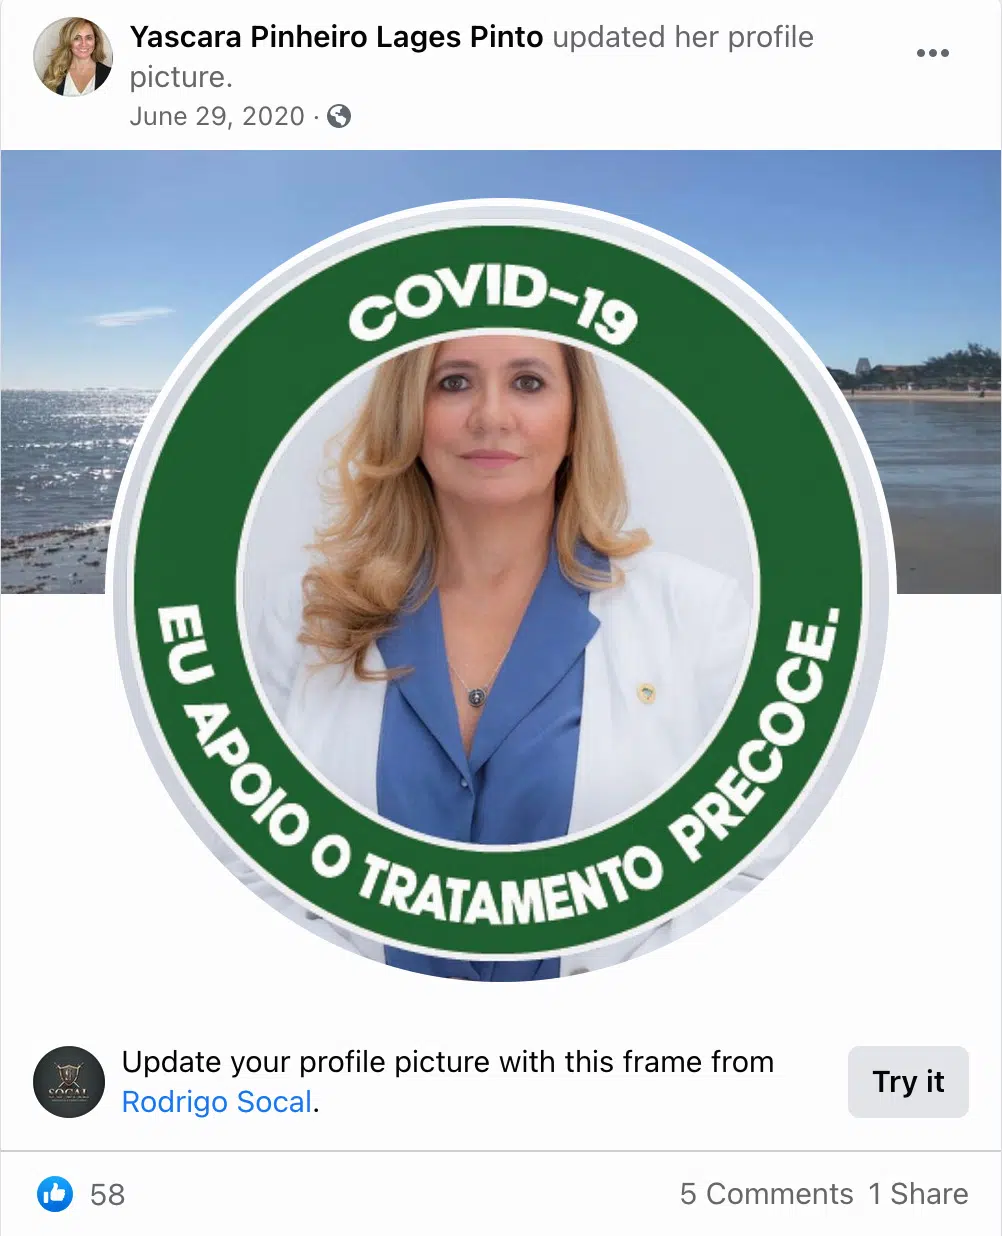 Yascara Pinheiro Lages Pinto updated her profile
picture.
June 29, 2020 ·
COVID-19
EU APOIO O TRATAMENTO PRECOCE.
SOCAL
Update your profile picture with this frame from
Rodrigo Socal.
Try it
58
5 Comments 1 Share